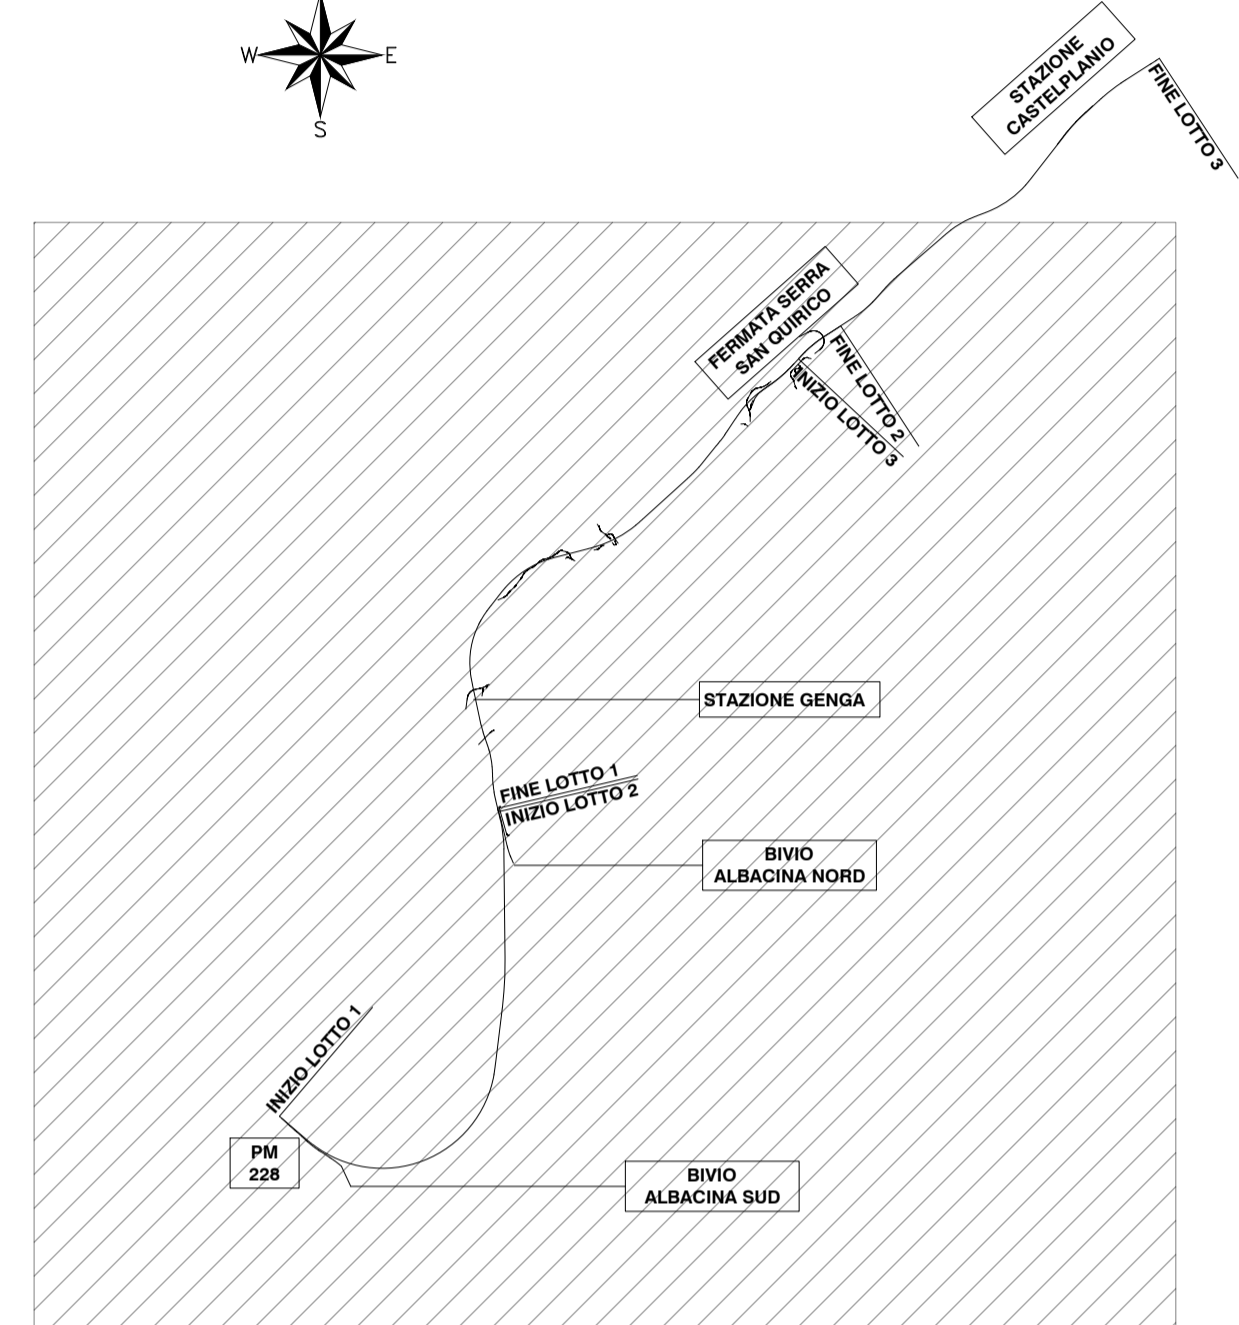 W
E
S
STAZIONE
CASTELPLANIO
FINE LOTTO 3
FERMATA SERRA
SAN QUIRICO
FINE LOTTO 2
INIZIO LOTTO 3
STAZIONE GENGA
FINE LOTTO 1
INIZIO LOTTO 2
BIVIO
ALBACINA NORD
INIZIO LOTTO 1
PM
228
BIVIO
ALBACINA SUD